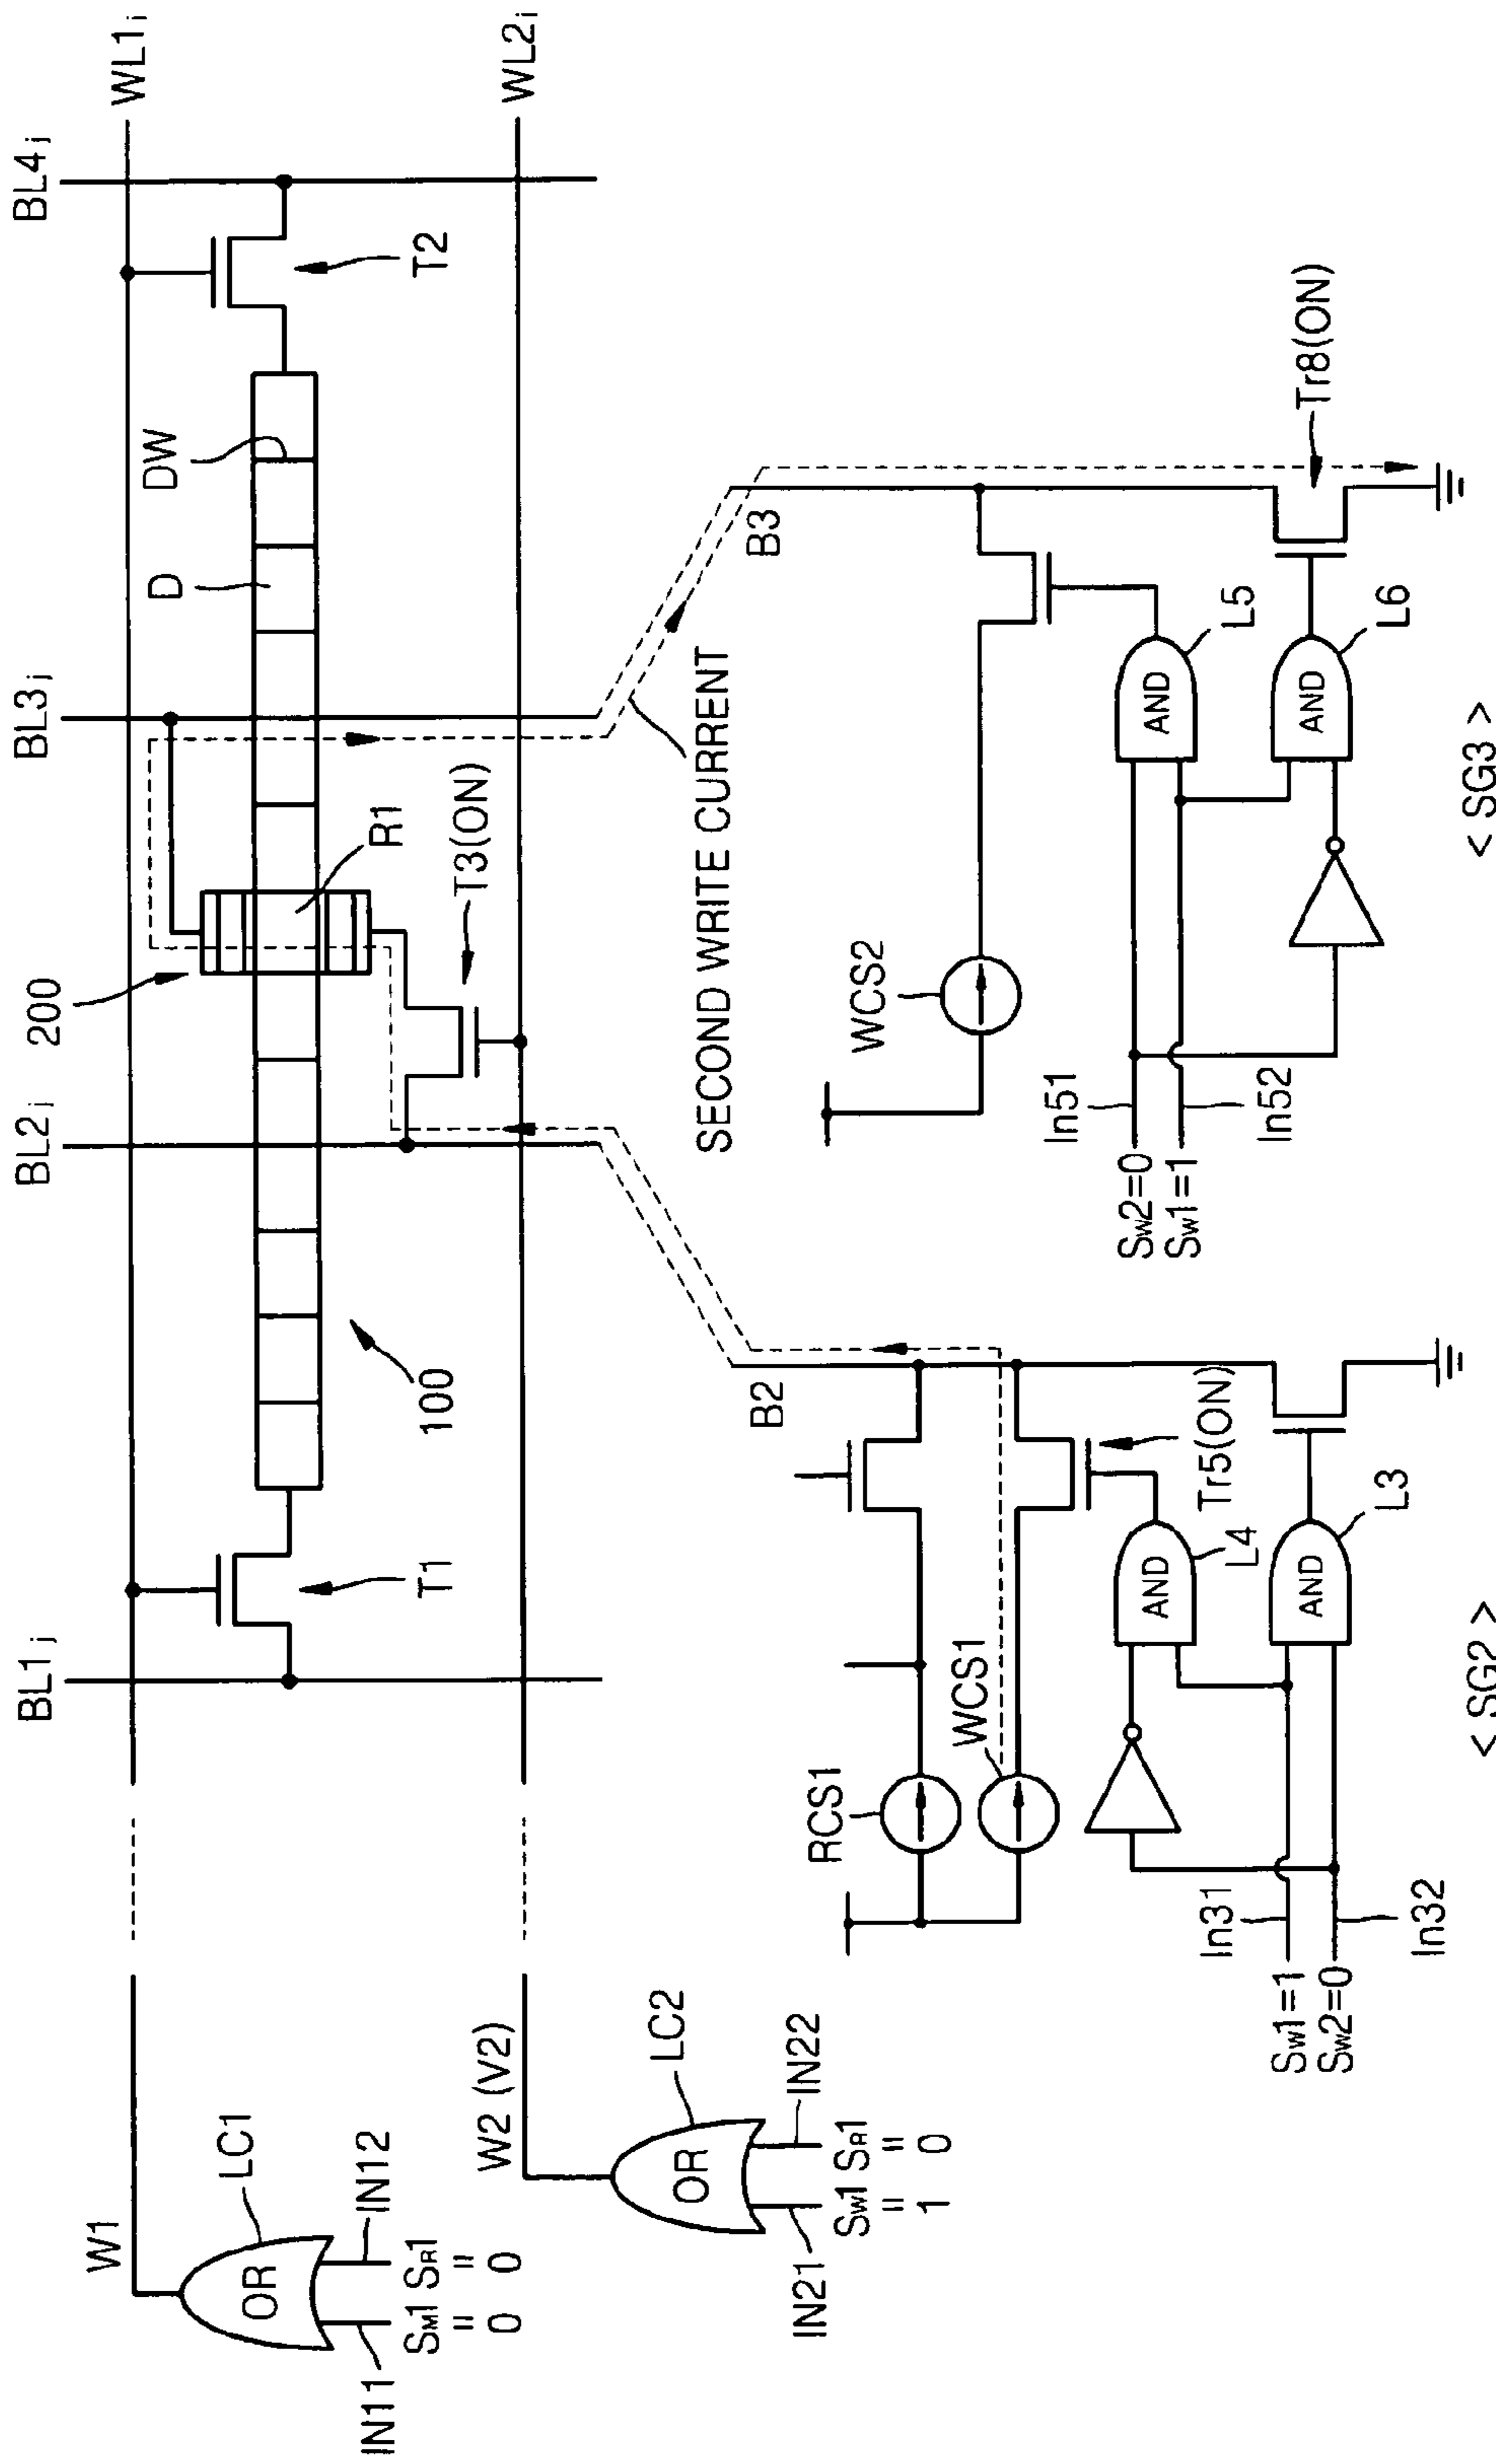 BL1j
BL2j
BL3j
BL4j
WL1i
WL2i
W1
LC1
OR
IN11
IN12
SM1 SR1
= =
0 0
W2 (V2)
LC2
OR
IN21
IN22
SW1 SR1
= =
1 0
T1
100
200
R1
T3(ON)
D
DW
T2
SECOND WRITE CURRENT
B2
RCS1
WCS1
Tr5(ON)
AND
L4
AND
L3
In31
SW1=1
SW2=0
In32
< SG2 >
B3
WCS2
In51
SW2=0
SW1=1
In52
AND
L5
AND
L6
Tr8(ON)
< SG3 >